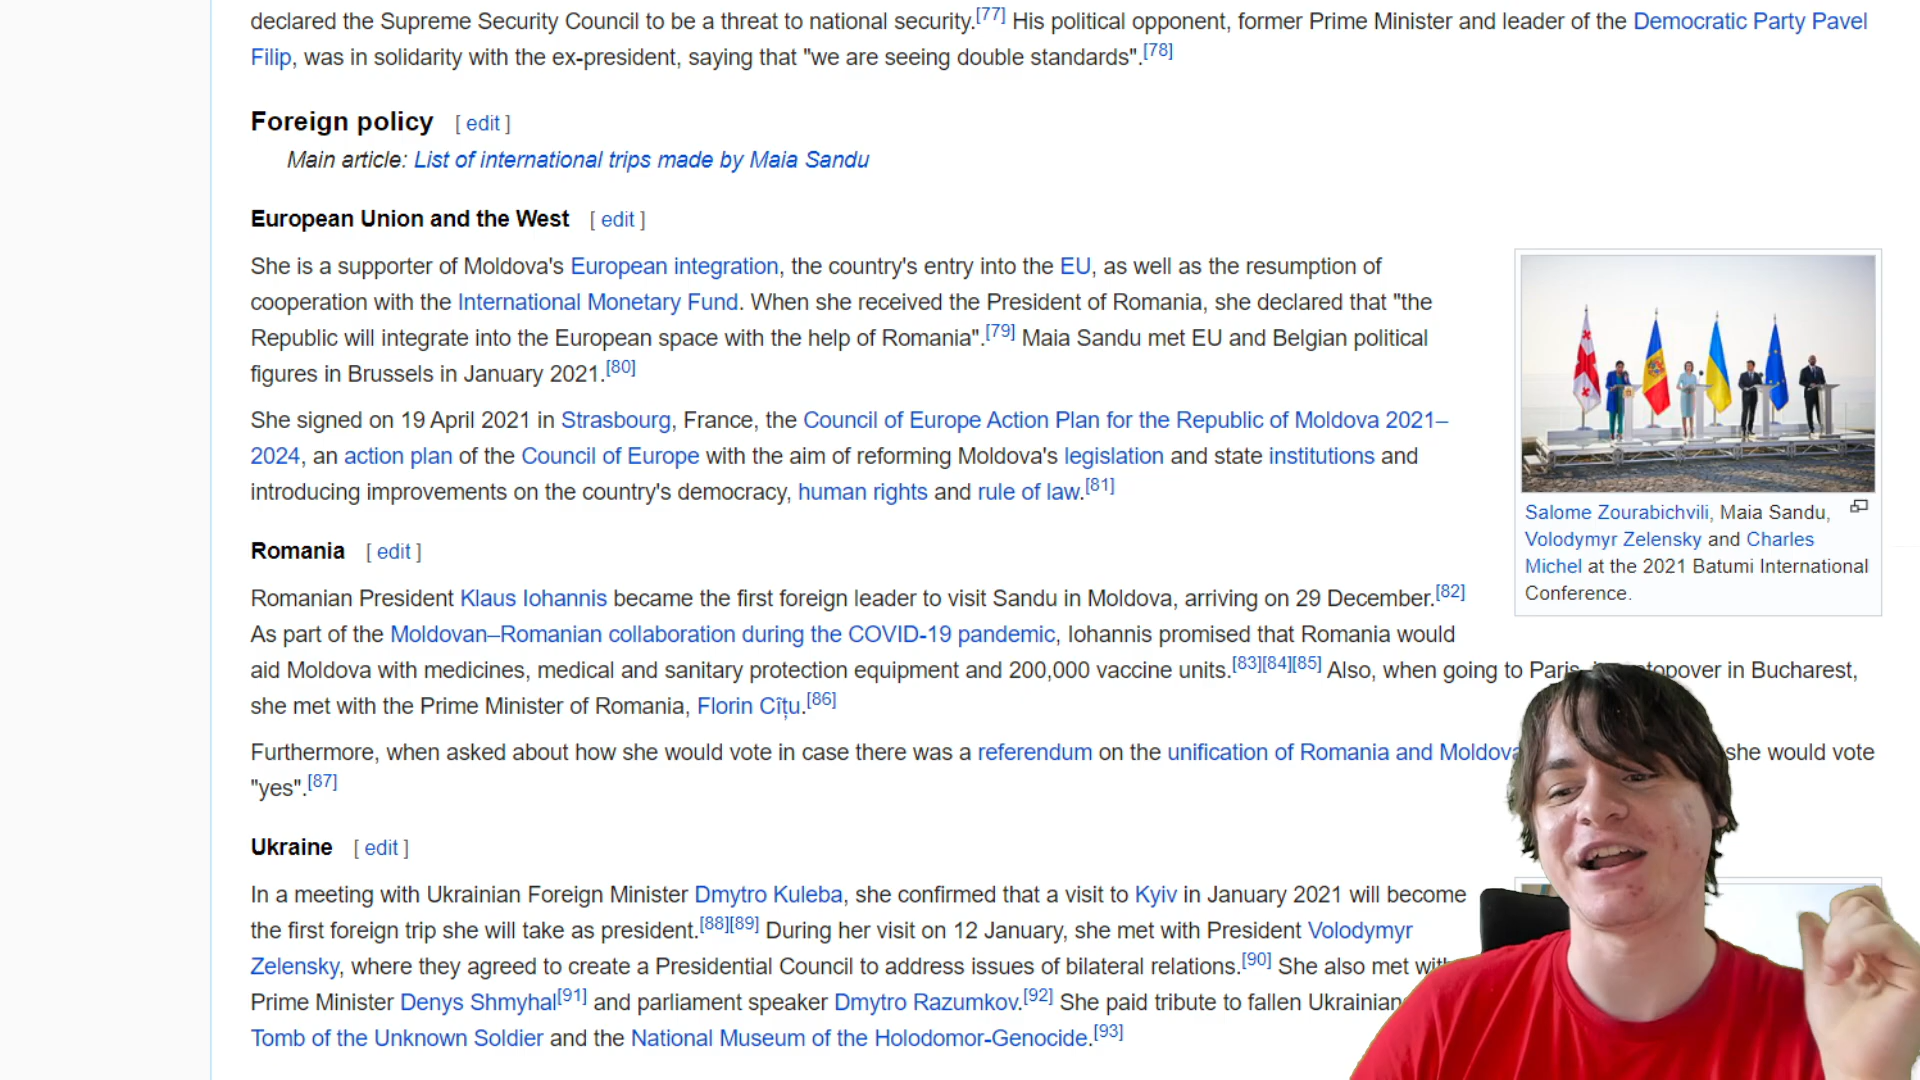 declared the Supreme Security Council to be a threat to national security.[77] His political opponent, former Prime Minister and leader of the Democratic Party Pavel
Filip, was in solidarity with the ex-president, saying that "we are seeing double standards".[78]
Foreign policy [ edit ]
Main article: List of international trips made by Maia Sandu
European Union and the West [ edit ]
She is a supporter of Moldova's European integration, the country's entry into the EU, as well as the resumption of
cooperation with the International Monetary Fund. When she received the President of Romania, she declared that "the
Republic will integrate into the European space with the help of Romania".[79] Maia Sandu met EU and Belgian political
figures in Brussels in January 2021.[80]
She signed on 19 April 2021 in Strasbourg, France, the Council of Europe Action Plan for the Republic of Moldova 2021–
2024, an action plan of the Council of Europe with the aim of reforming Moldova's legislation and state institutions and
introducing improvements on the country's democracy, human rights and rule of law.[81]
Salome Zourabichvili, Maia Sandu,
Volodymyr Zelensky and Charles
Michel at the 2021 Batumi International
Conference.
Romania [ edit ]
Romanian President Klaus Iohannis became the first foreign leader to visit Sandu in Moldova, arriving on 29 December.[82]
As part of the Moldovan–Romanian collaboration during the COVID-19 pandemic, Iohannis promised that Romania would
aid Moldova with medicines, medical and sanitary protection equipment and 200,000 vaccine units.[83][84][85] Also, when going to Paris, stopover in Bucharest,
she met with the Prime Minister of Romania, Florin Cîțu.[86]
Furthermore, when asked about how she would vote in case there was a referendum on the unification of Romania and Moldova she would vote
"yes".[87]
Ukraine [ edit ]
In a meeting with Ukrainian Foreign Minister Dmytro Kuleba, she confirmed that a visit to Kyiv in January 2021 will become
the first foreign trip she will take as president.[88][89] During her visit on 12 January, she met with President Volodymyr
Zelensky, where they agreed to create a Presidential Council to address issues of bilateral relations.[90] She also met with
Prime Minister Denys Shmyhal[91] and parliament speaker Dmytro Razumkov.[92] She paid tribute to fallen Ukrainian
Tomb of the Unknown Soldier and the National Museum of the Holodomor-Genocide.[93]